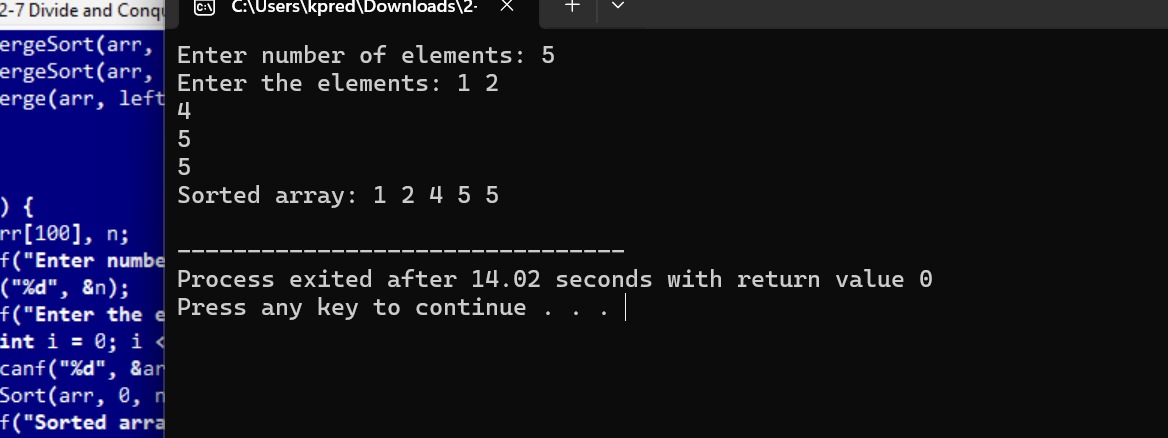 2-7 Divide and Conqu
ergeSort(arr,
ergeSort(arr,
erge(arr, left
) {
rr[100], n;
f("Enter numbe
("%d", &n);
f("Enter the e
int i = 0; i <
canf("%d", &ar
Sort(arr, 0, n
f("Sorted arra
C:\Users\kpred\Downloads\2-
Enter number of elements: 5
Enter the elements: 1 2
4
5
5
Sorted array: 1 2 4 5 5
--------------------------------
Process exited after 14.02 seconds with return value 0
Press any key to continue . . .